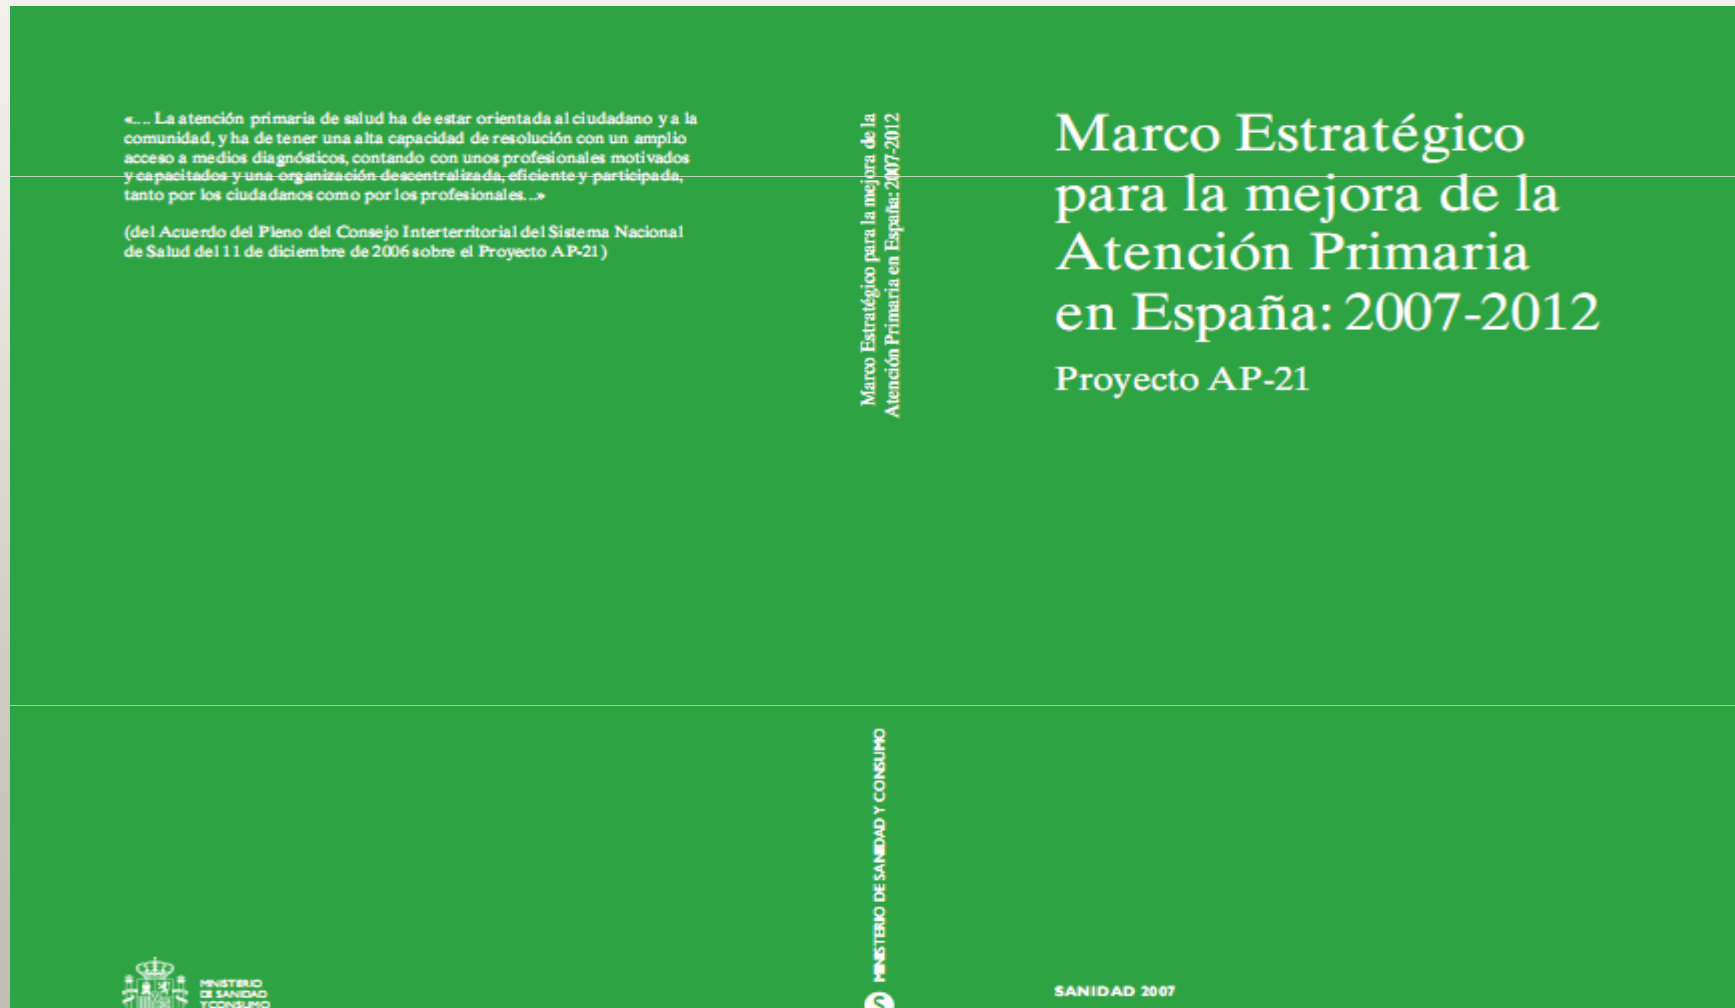 «.... La atención primaria de salud ha de estar orientada al ciudadano y a la
comunidad, y ha de tener una alta capacidad de resolución con un amplio
acceso a medios diagnósticos, contando con unos profesionales motivados
y capacitados y una organización descentralizada, eficiente y participada,
tanto por los ciudadanos como por los profesionales...»
(del Acuerdo del Pleno del Consejo Interterritorial del Sistema Nacional
de Salud del 11 de diciembre de 2006 sobre el Proyecto AP-21)
MINISTERIO
DE SANIDAD
Y CONSUMO
Marco Estratégico para la mejora de la
Atención Primaria en España: 2007-2012
MINISTERIO DE SANIDAD Y CONSUMO
S
Marco Estratégico
para la mejora de la
Atención Primaria
en España: 2007-2012
Proyecto AP-21
SANIDAD 2007